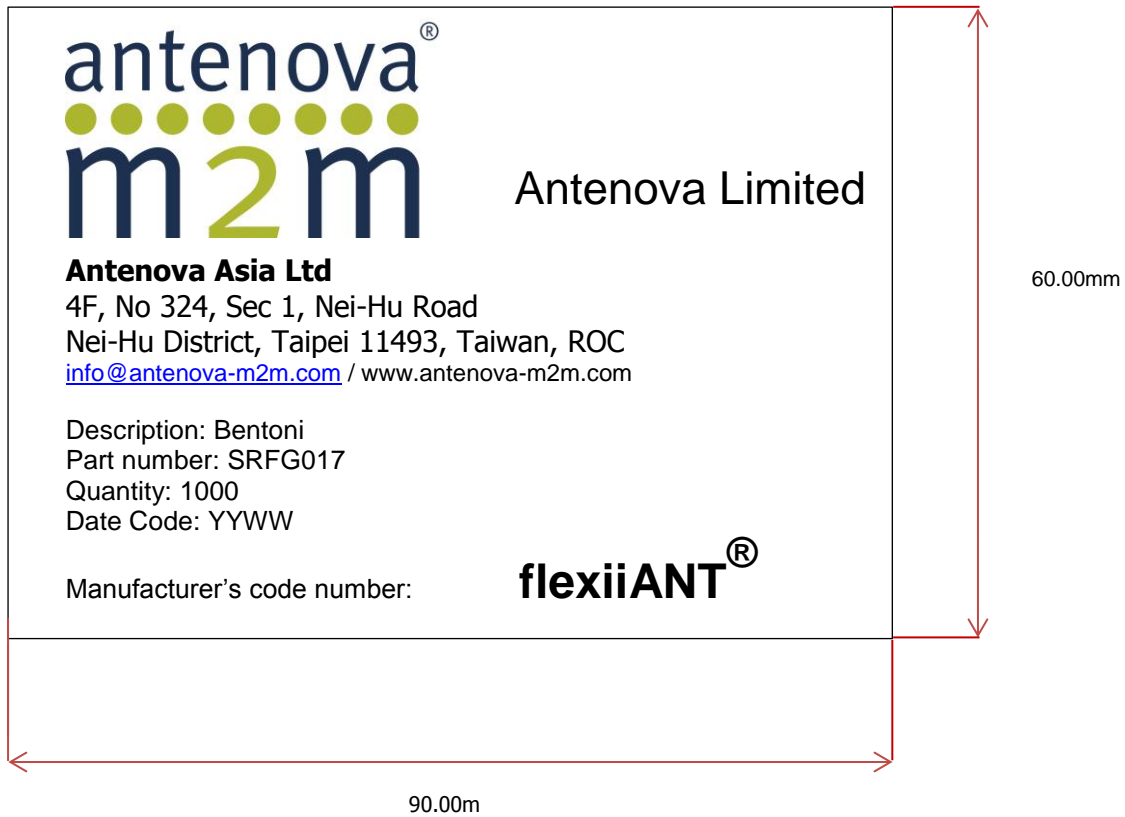 antenova®
m2m
Antenova Limited
Antenova Asia Ltd
4F, No 324, Sec 1, Nei-Hu Road
Nei-Hu District, Taipei 11493, Taiwan, ROC
info@antenova-m2m.com / www.antenova-m2m.com
Description: Bentoni
Part number: SRFG017
Quantity: 1000
Date Code: YYWW
Manufacturer’s code number:
flexiiANT®
60.00mm
90.00m